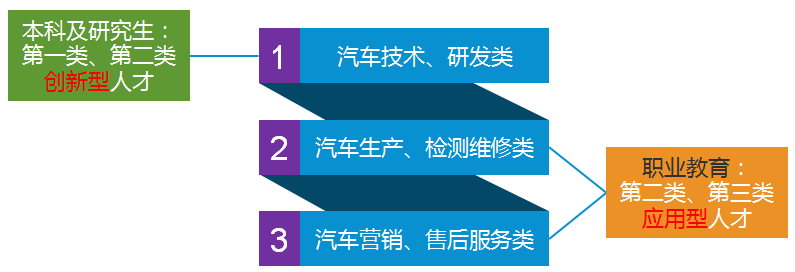 本科及研究生：
第一类、第二类
创新型人才
1 汽车技术、研发类
2 汽车生产、检测维修类
3 汽车营销、售后服务类
职业教育：
第二类、第三类
应用型人才